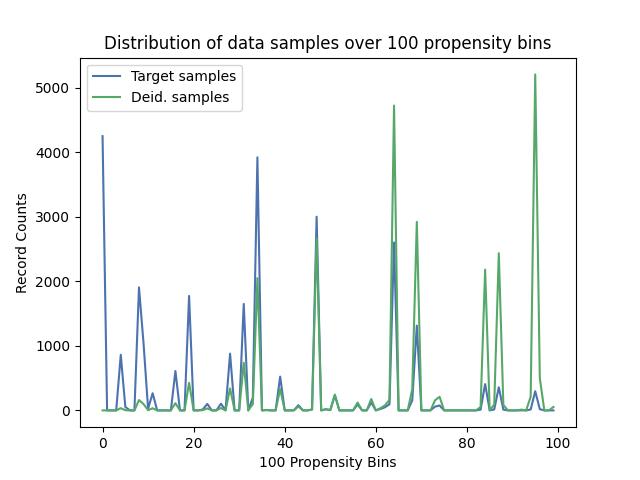 Distribution of data samples over 100 propensity bins
Target samples
Deid. samples
5000
4000
3000
2000
1000
0
Record Counts
0 20 40 60 80 100
100 Propensity Bins